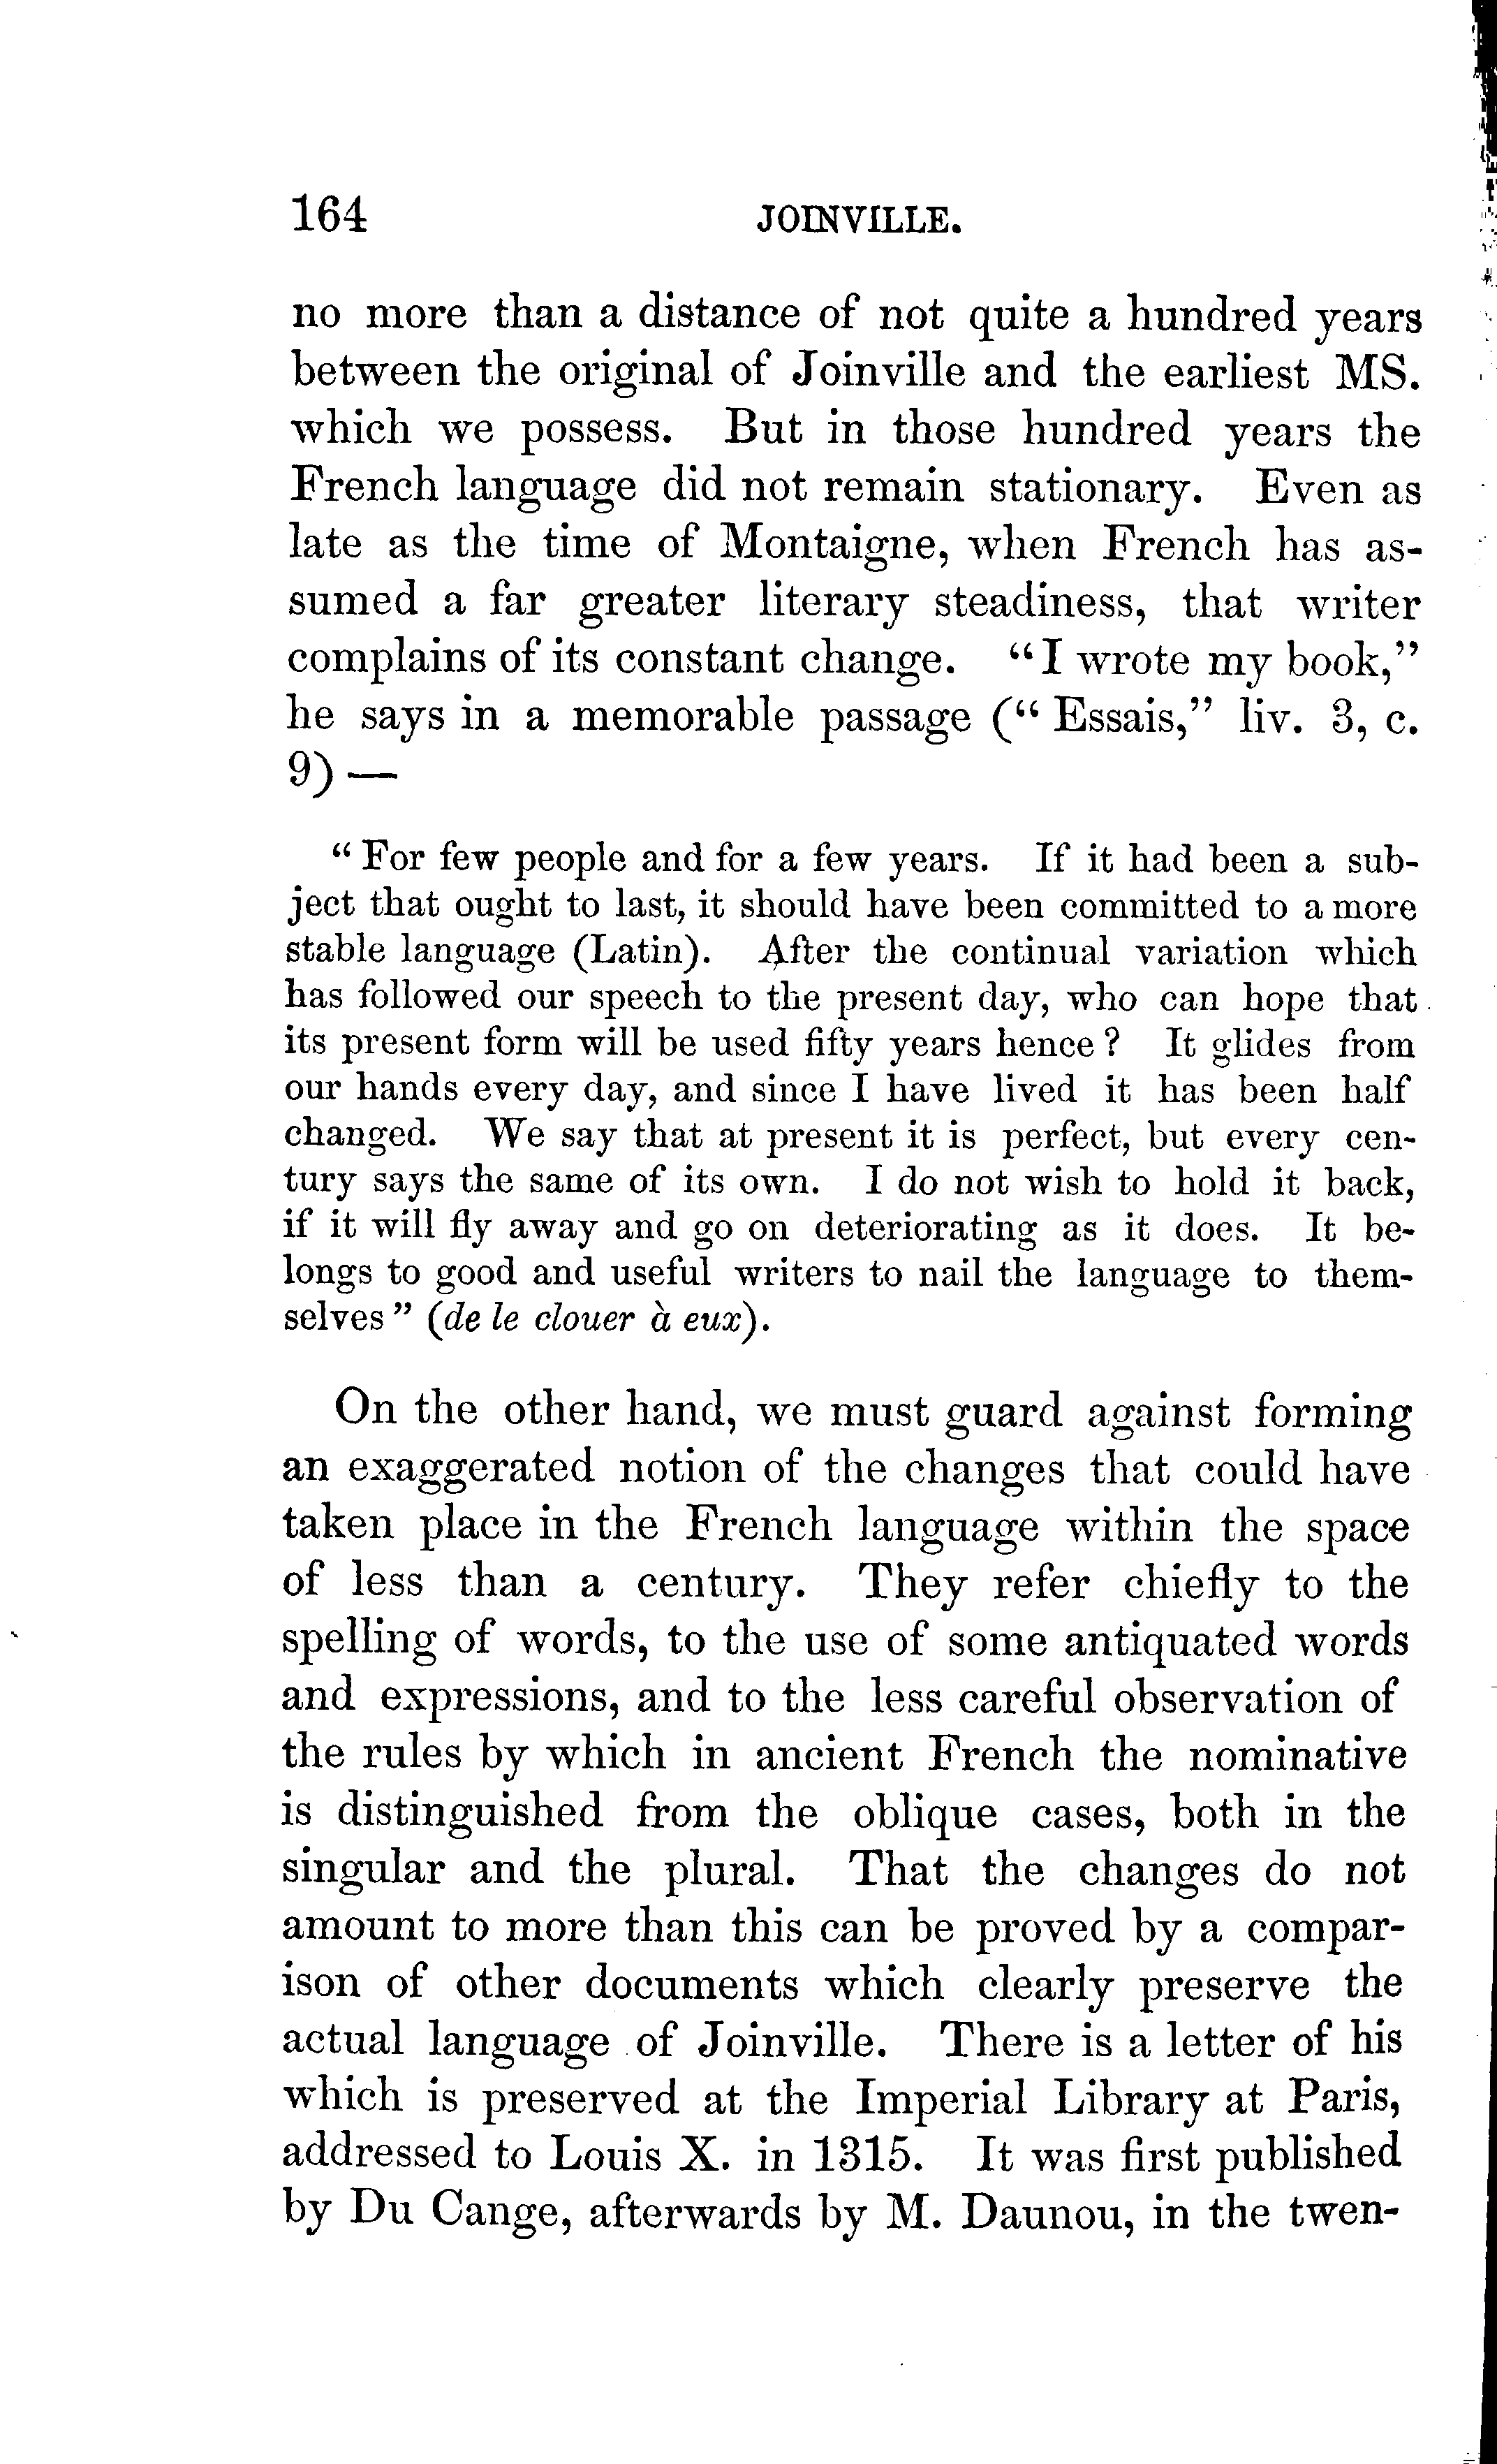 164 JOINVILLE.
no more than a distance of not quite a hundred years
between the original of Joinville and the earliest MS.
which we possess. But in those hundred years the
French language did not remain stationary. Even as
late as the time of Montaigne, when French has as-
sumed a far greater literary steadiness, that writer
complains of its constant change. "I wrote my book,"
he says in a memorable passage ("Essais," liv. 3, c.
9)—
"For few people and for a few years. If it had been a sub-
ject that ought to last, it should have been committed to a more
stable language (Latin). After the continual variation which
has followed our speech to the present day, who can hope that
its present form will be used fifty years hence? It glides from
our hands every day, and since I have lived it has been half
changed. We say that at present it is perfect, but every cen-
tury says the same of its own. I do not wish to hold it back,
if it will fly away and go on deteriorating as it does. It be-
longs to good and useful writers to nail the language to them-
selves" (de le clouer à eux).
On the other hand, we must guard against forming
an exaggerated notion of the changes that could have
taken place in the French language within the space
of less than a century. They refer chiefly to the
spelling of words, to the use of some antiquated words
and expressions, and to the less careful observation of
the rules by which in ancient French the nominative
is distinguished from the oblique cases, both in the
singular and the plural. That the changes do not
amount to more than this can be proved by a compar-
ison of other documents which clearly preserve the
actual language of Joinville. There is a letter of his
which is preserved at the Imperial Library at Paris,
addressed to Louis X. in 1315. It was first published
by Du Cange, afterwards by M. Daunou, in the twen-